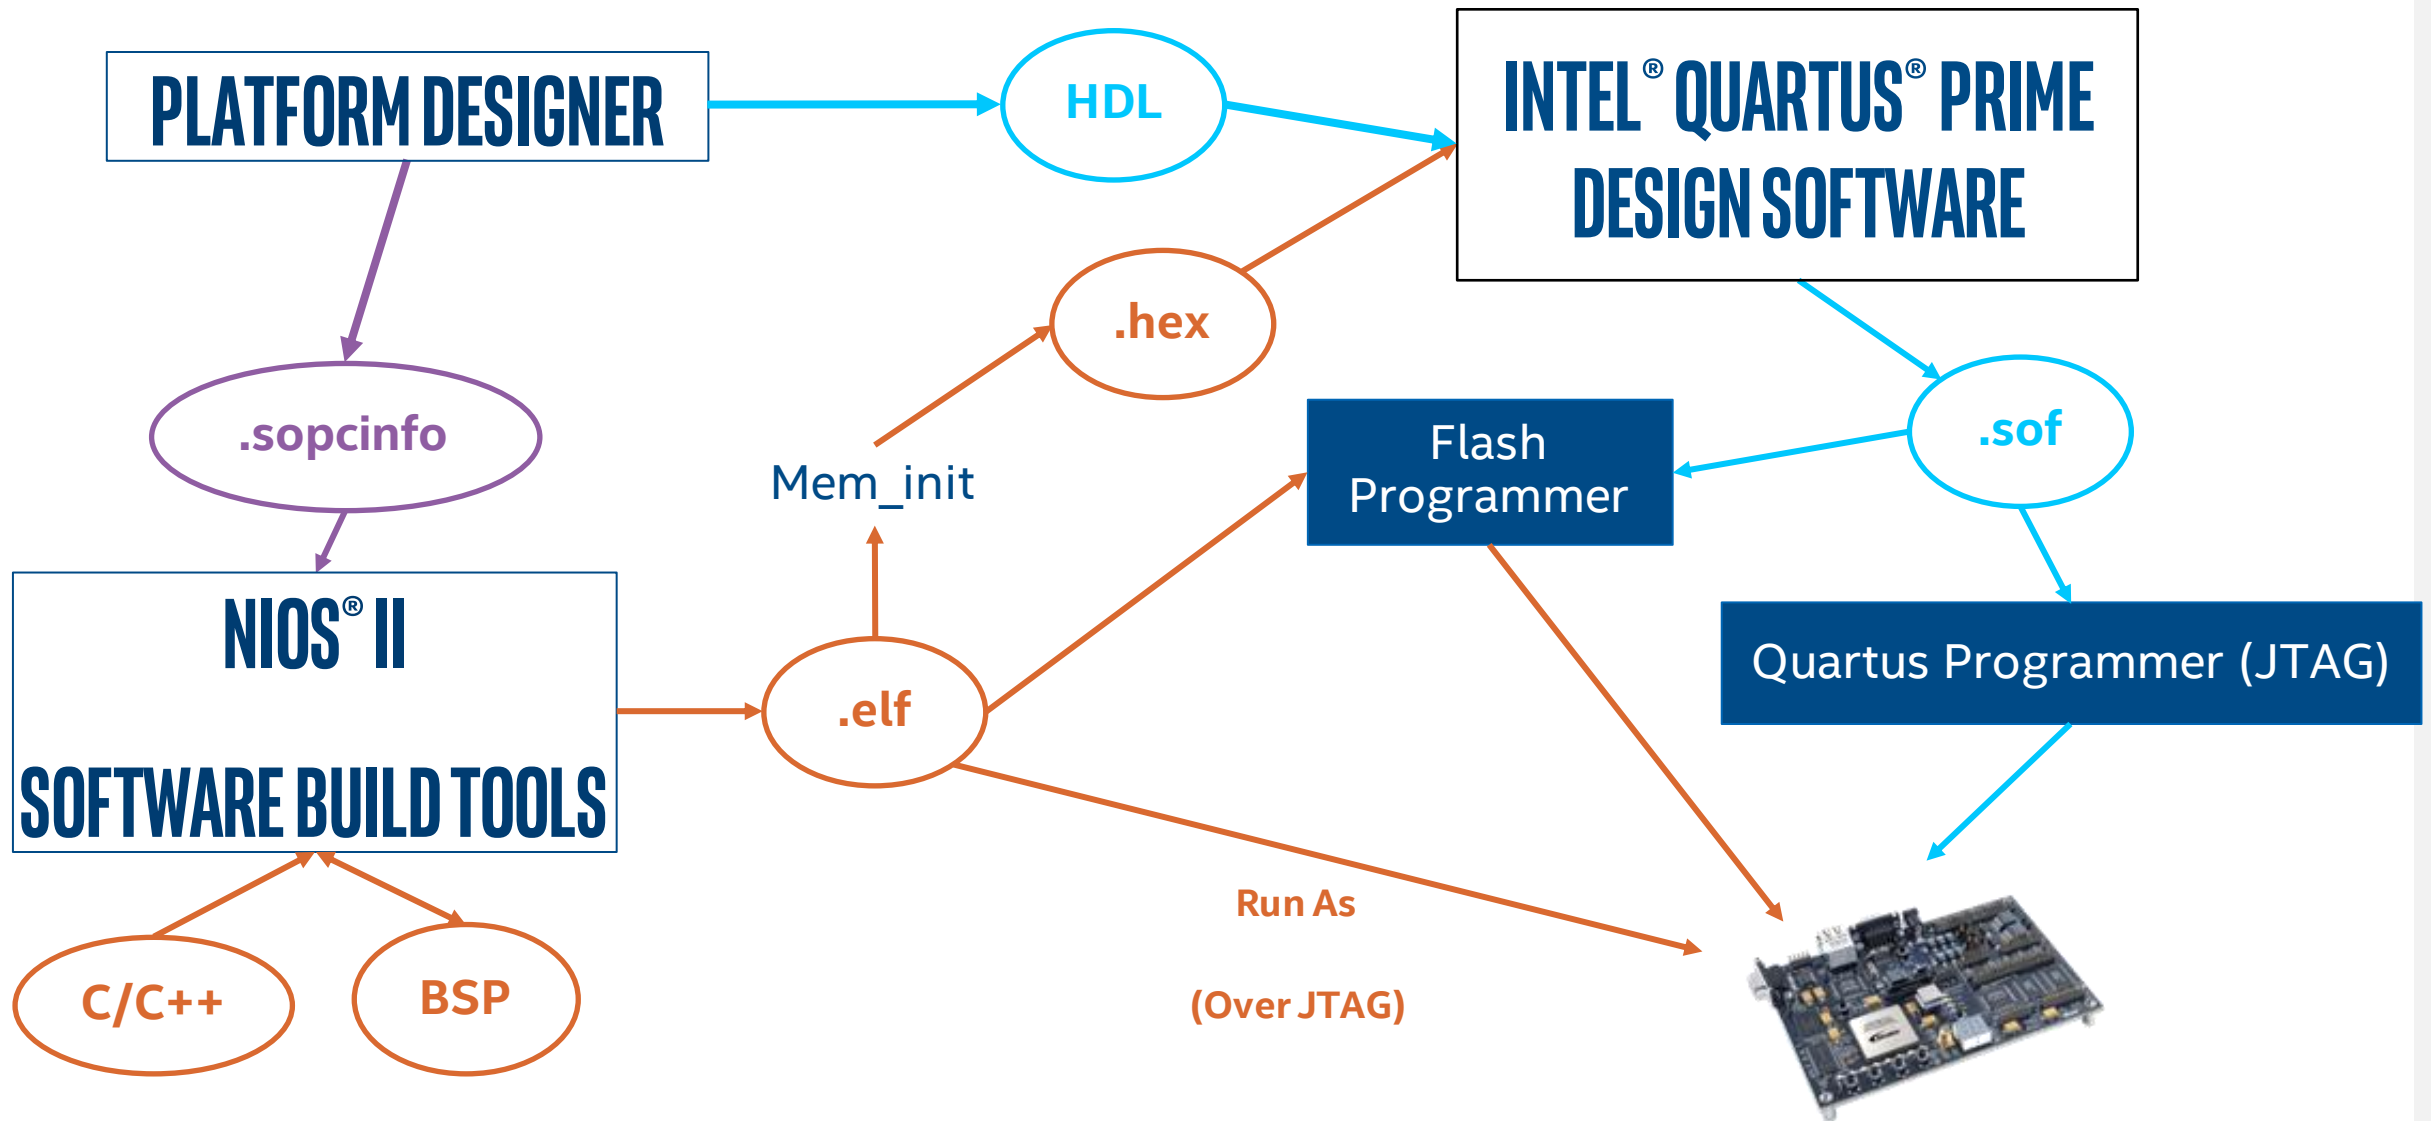 PLATFORM DESIGNER
HDL
INTEL® QUARTUS® PRIME
DESIGN SOFTWARE
.hex
.sopcinfo
Mem_init
Flash
Programmer
.sof
NIOS® II
SOFTWARE BUILD TOOLS
.elf
Quartus Programmer (JTAG)
Run As
(Over JTAG)
C/C++
BSP